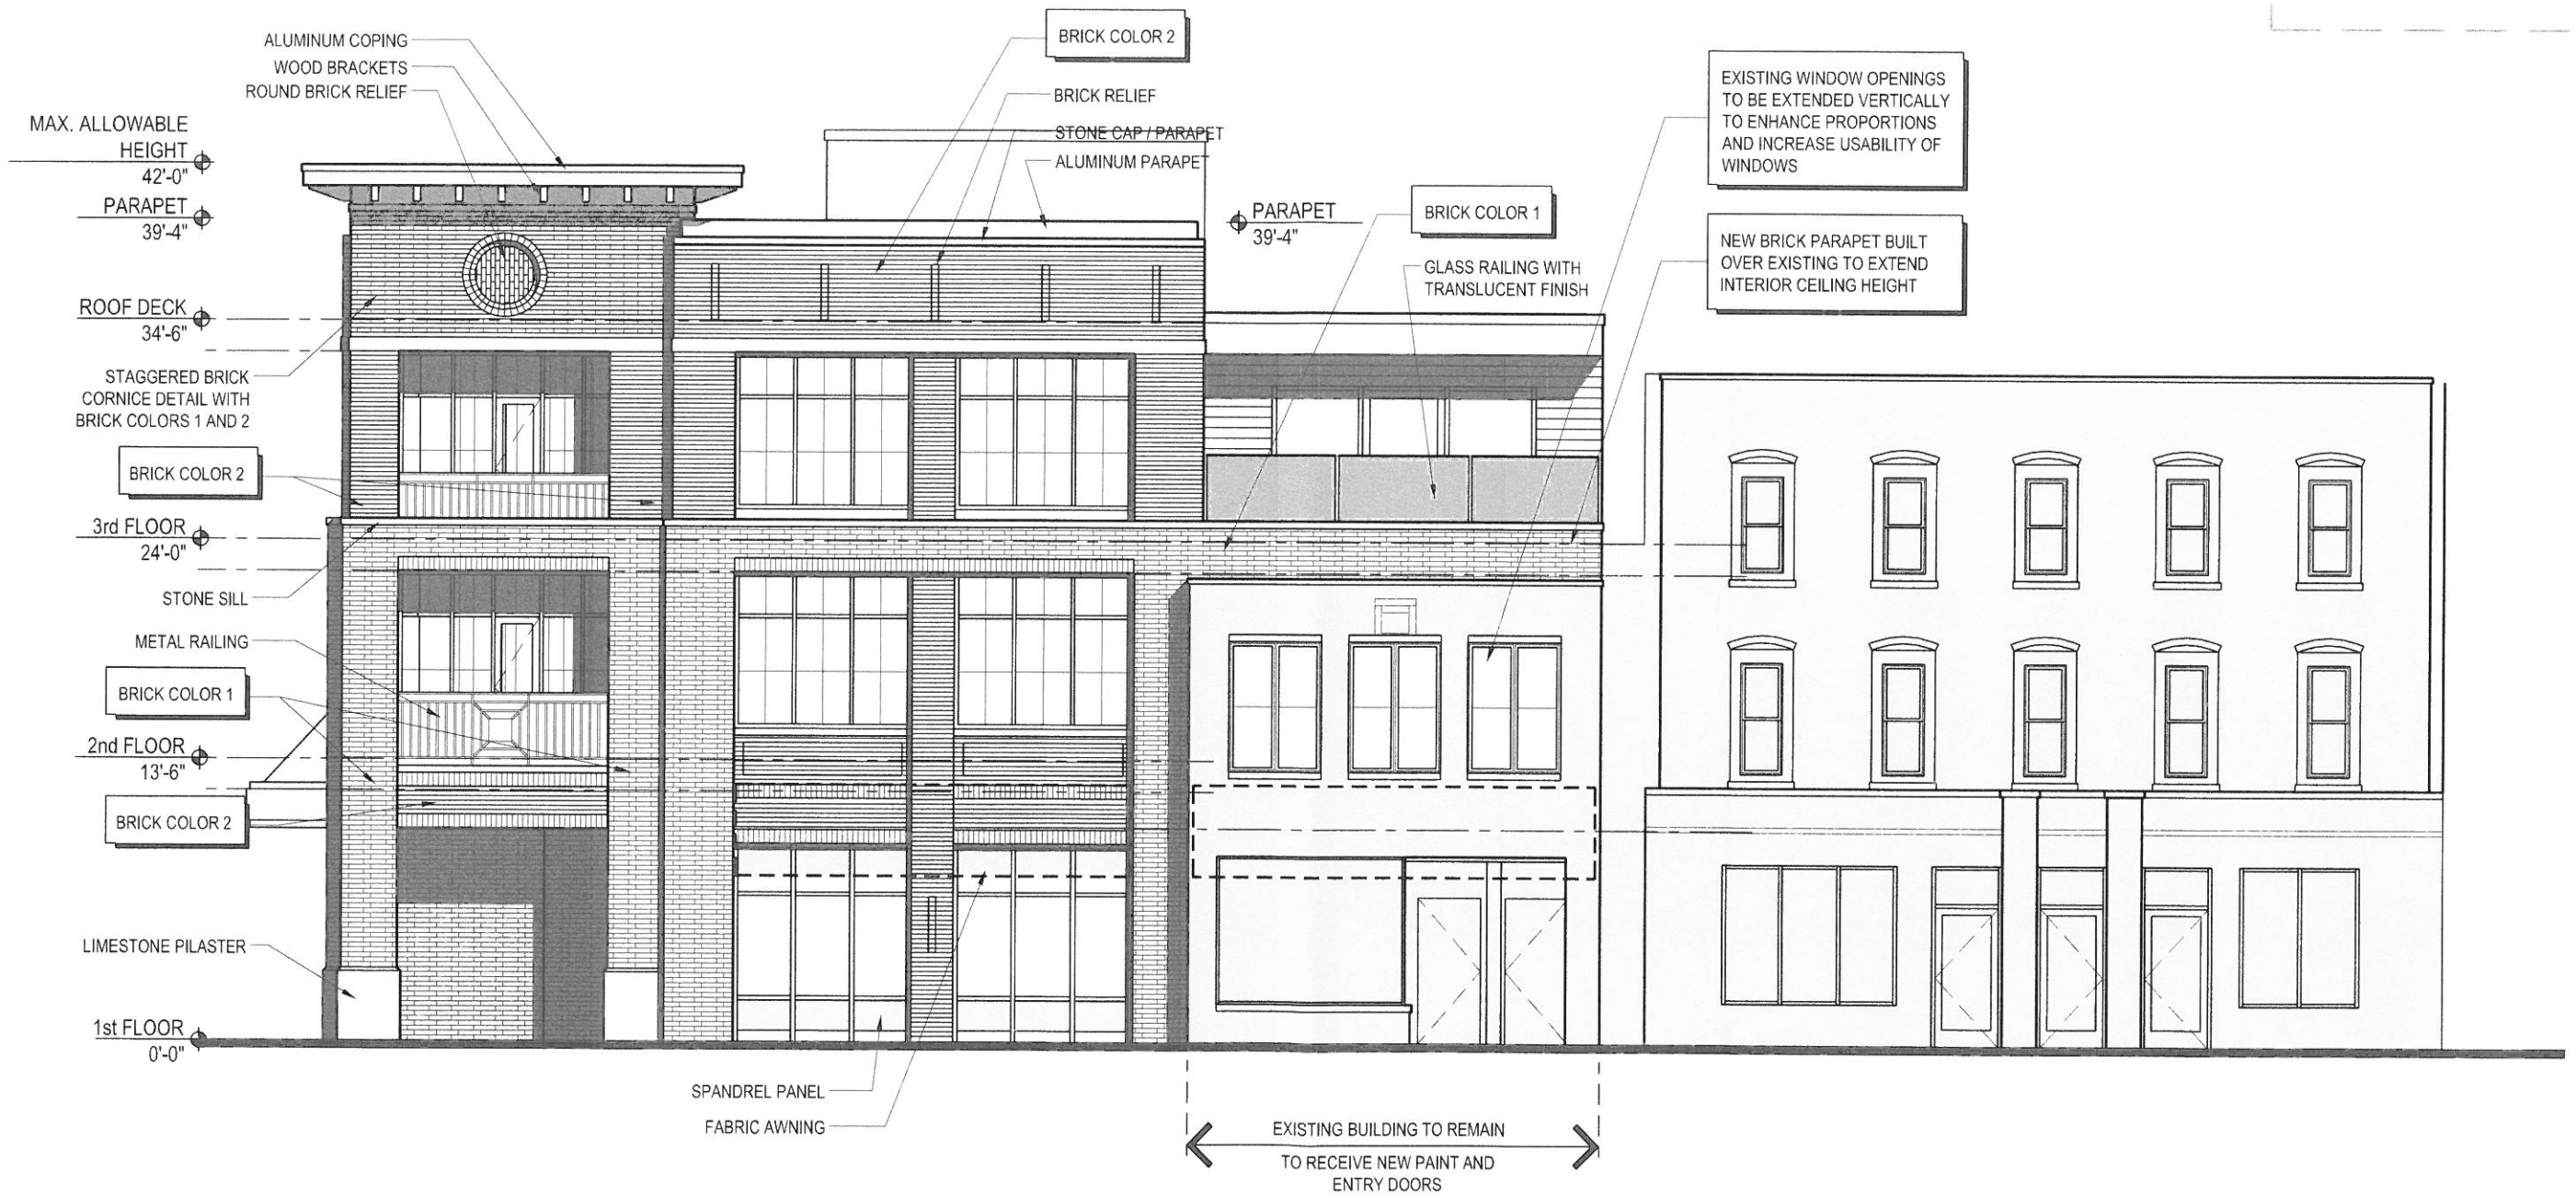 ALUMINUM COPING
WOOD BRACKETS
ROUND BRICK RELIEF
MAX. ALLOWABLE
HEIGHT
42'-0"
PARAPET
39'-4"
ROOF DECK
34'-6"
STAGGERED BRICK
CORNICE DETAIL WITH
BRICK COLORS 1 AND 2
BRICK COLOR 2
3rd FLOOR
24'-0"
STONE SILL
METAL RAILING
BRICK COLOR 1
2nd FLOOR
13'-6"
BRICK COLOR 2
LIMESTONE PILASTER
1st FLOOR
0'-0"
BRICK COLOR 2
BRICK RELIEF
STONE CAP / PARAPET
ALUMINUM PARAPET
PARAPET
39'-4"
BRICK COLOR 1
GLASS RAILING WITH
TRANSLUCENT FINISH
EXISTING WINDOW OPENINGS
TO BE EXTENDED VERTICALLY
TO ENHANCE PROPORTIONS
AND INCREASE USABILITY OF
WINDOWS
NEW BRICK PARAPET BUILT
OVER EXISTING TO EXTEND
INTERIOR CEILING HEIGHT
SPANDREL PANEL
FABRIC AWNING
EXISTING BUILDING TO REMAIN
TO RECEIVE NEW PAINT AND
ENTRY DOORS